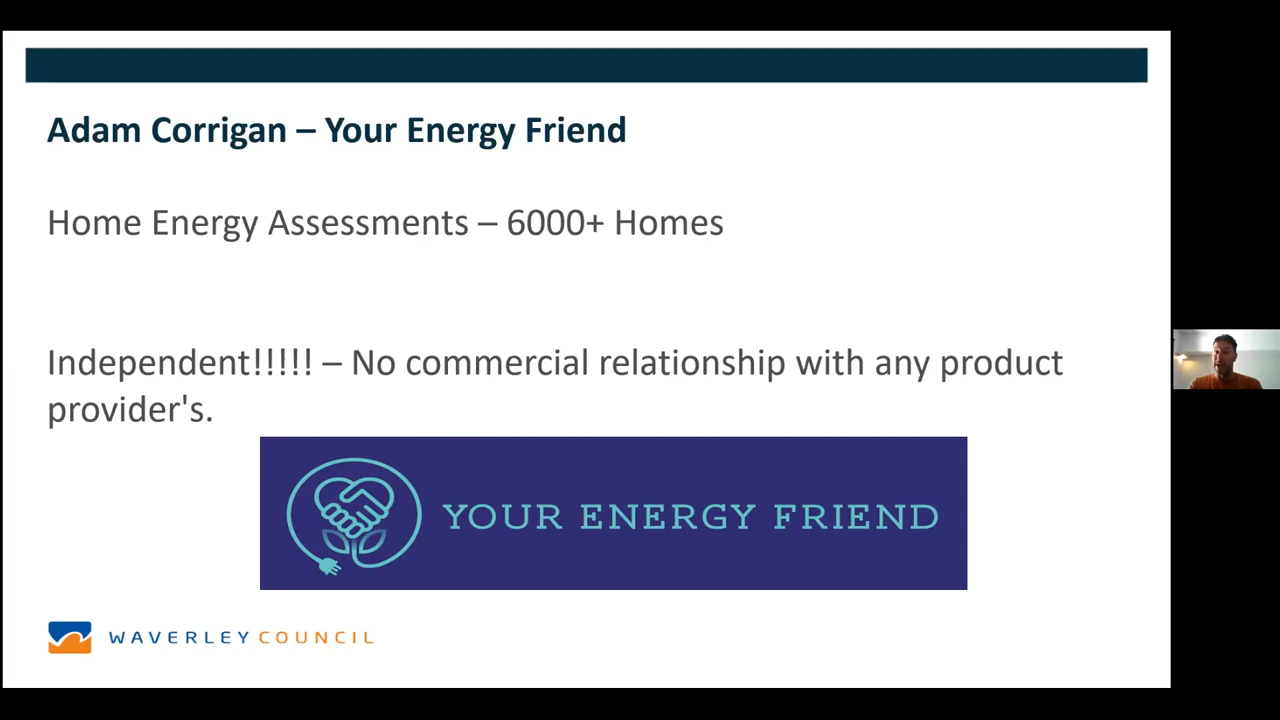 Adam Corrigan – Your Energy Friend
Home Energy Assessments – 6000+ Homes
Independent!!!!! – No commercial relationship with any product
provider's.
YOUR ENERGY FRIEND
WAVERLEY COUNCIL